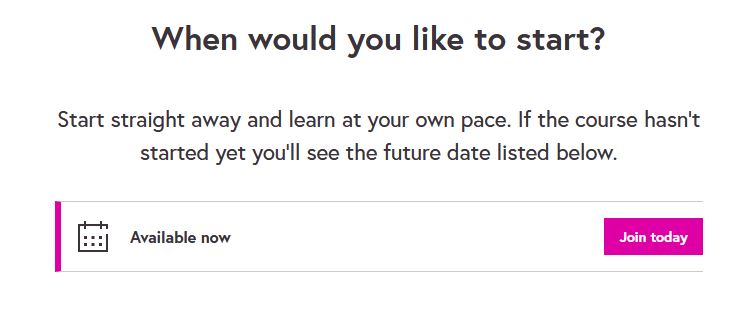 When would you like to start?
Start straight away and learn at your own pace. If the course hasn't
started yet you'll see the future date listed below.
Available now
Join today